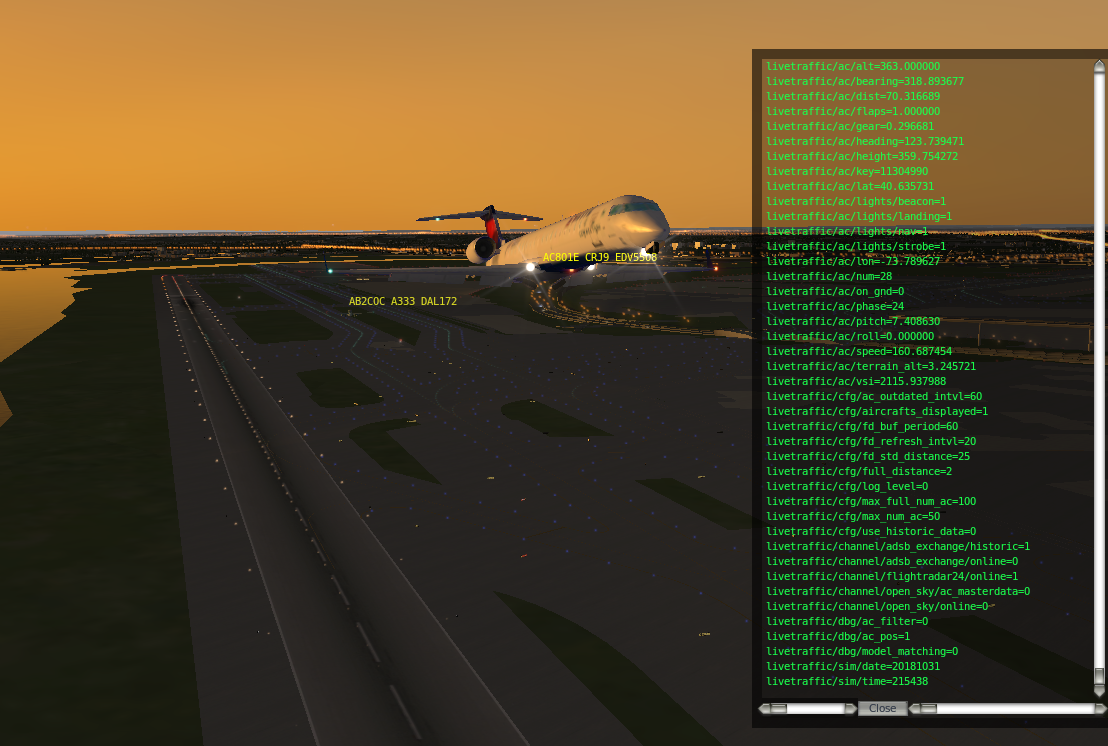 livetraffic/ac/alt=363.000000
livetraffic/ac/bearing=318.893677
livetraffic/ac/dist=70.316689
livetraffic/ac/flaps=1.000000
livetraffic/ac/gear=0.296681
livetraffic/ac/heading=123.739471
livetraffic/ac/height=359.754272
livetraffic/ac/key=11304990
livetraffic/ac/lat=40.635731
livetraffic/ac/lights/beacon=1
livetraffic/ac/lights/landing=1
livetraffic/ac/lights/nav=1
livetraffic/ac/lights/strobe=1
livetraffic/ac/lon=-73.789627
livetraffic/ac/num=28
livetraffic/ac/on_gnd=0
livetraffic/ac/phase=24
livetraffic/ac/pitch=7.408630
livetraffic/ac/roll=0.000000
livetraffic/ac/speed=160.687454
livetraffic/ac/terrain_alt=3.245721
livetraffic/ac/vsi=2115.937988
livetraffic/cfg/ac_outdated_intvl=60
livetraffic/cfg/aircrafts_displayed=1
livetraffic/cfg/fd_buf_period=60
livetraffic/cfg/fd_refresh_intvl=20
livetraffic/cfg/fd_std_distance=25
livetraffic/cfg/full_distance=2
livetraffic/cfg/log_level=0
livetraffic/cfg/max_full_num_ac=100
livetraffic/cfg/max_num_ac=50
livetraffic/cfg/use_historic_data=0
livetraffic/channel/adsb_exchange/historic=1
livetraffic/channel/adsb_exchange/online=0
livetraffic/channel/flightradar24/online=1
livetraffic/channel/open_sky/ac_masterdata=0
livetraffic/channel/open_sky/online=0
livetraffic/dbg/ac_filter=0
livetraffic/dbg/ac_pos=1
livetraffic/dbg/model_matching=0
livetraffic/sim/date=20181031
livetraffic/sim/time=215438
Close
AC801E CRJ9 EDV5508
AB2C0C A333 DAL172